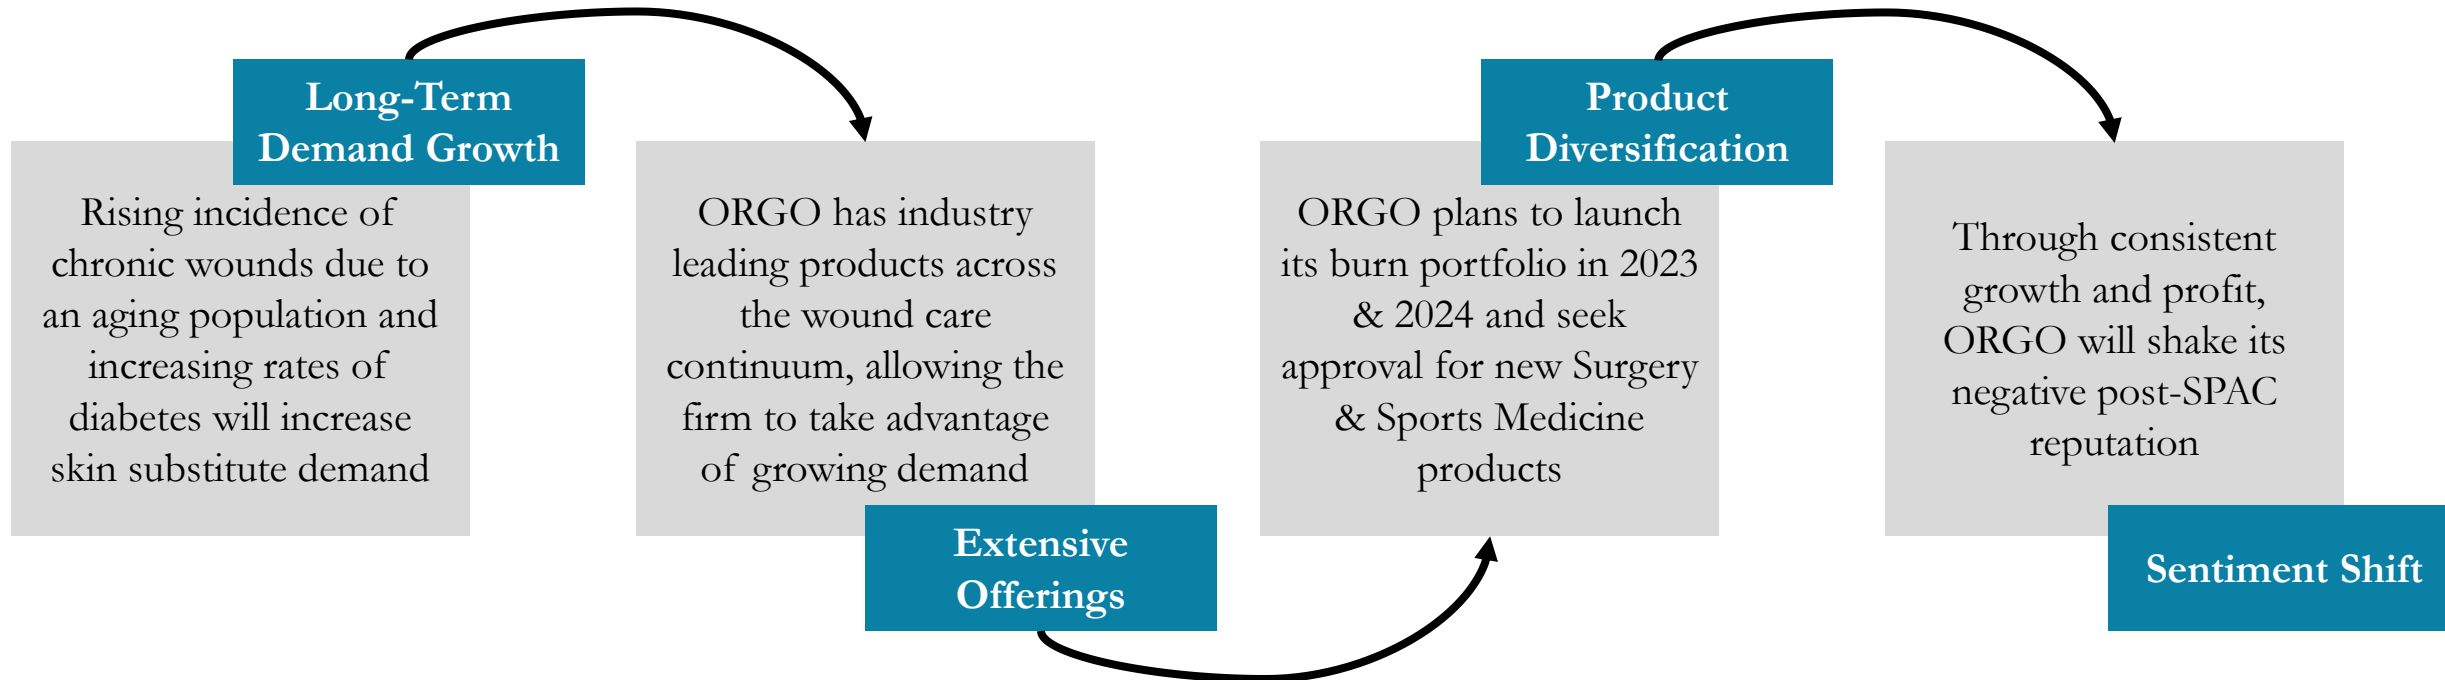 Long-Term
Demand Growth
Rising incidence of
chronic wounds due to
an aging population and
increasing rates of
diabetes will increase
skin substitute demand
ORGO has industry
leading products across
the wound care
continuum, allowing the
firm to take advantage
of growing demand
Extensive
Offerings
Product
Diversification
ORGO plans to launch
its burn portfolio in 2023
& 2024 and seek
approval for new Surgery
& Sports Medicine
products
Through consistent
growth and profit,
ORGO will shake its
negative post-SPAC
reputation
Sentiment Shift